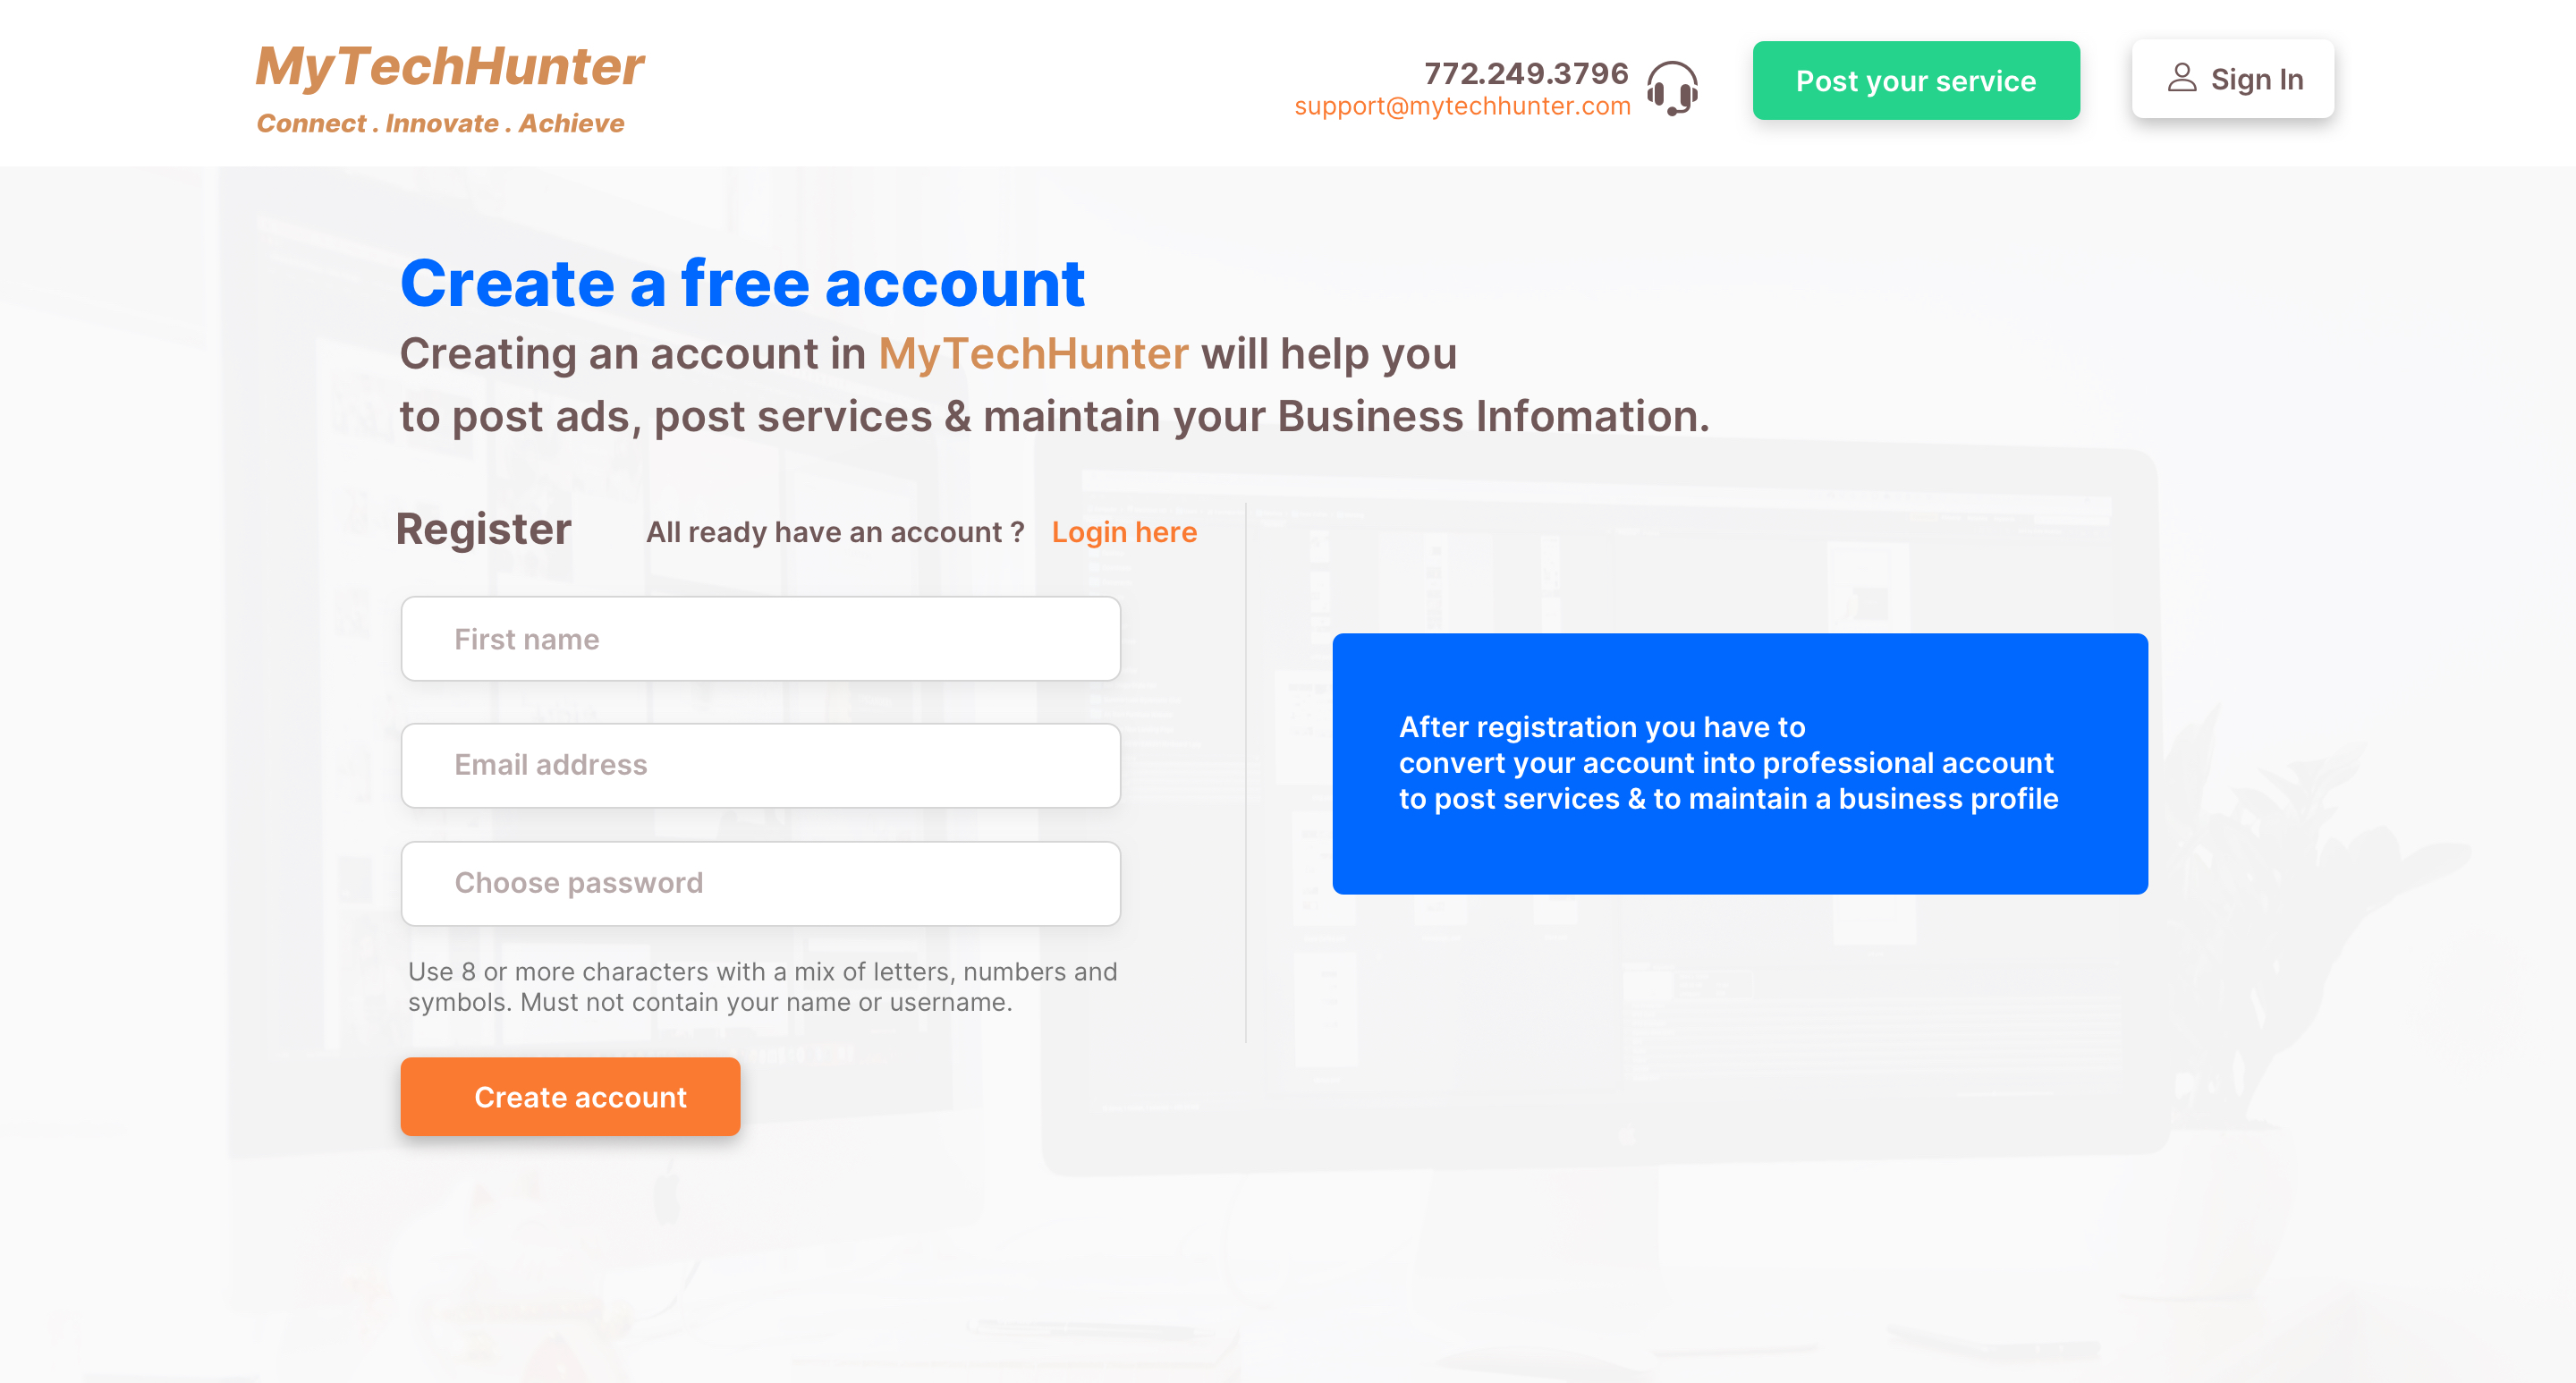 MyTechHunter
Connect . Innovate . Achieve
772.249.3796
support@mytechhunter.com
Post your service
Sign In
Create a free account
Creating an account in MyTechHunter will help you
to post ads, post services & maintain your Business Infomation.
Register
All ready have an account ? Login here
First name
Email address
Choose password
Use 8 or more characters with a mix of letters, numbers and
symbols. Must not contain your name or username.
Create account
After registration you have to
convert your account into professional account
to post services & to maintain a business profile